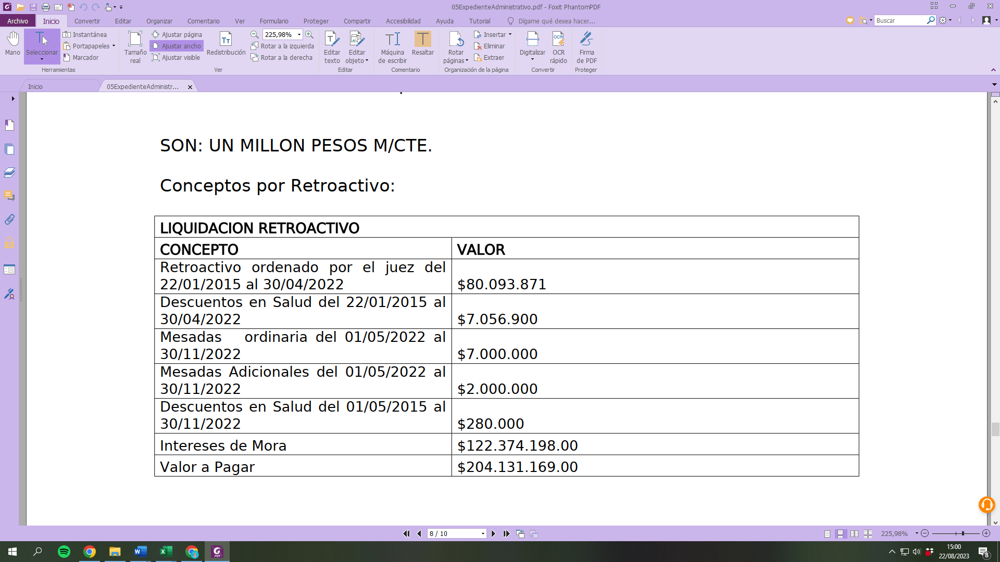 05ExpedienteAdministrativo.pdf - Foxit PhantomPDF
Archivo Inicio Convertir Editar Organizar Comentario Ver Formulario Proteger Compartir Accesibilidad Ayuda Tutorial Dígame qué desea hacer... Buscar
Mano
Seleccionar
Instantánea
Portapapeles
Marcador
Herramientas
Tamaño
real
Ajustar página
Ajustar ancho
Ajustar visible
Redistribución
225,98%
Rotar a la izquierda
Rotar a la derecha
Ver
Editar
texto
Editar
objeto
Editar
Máquina
de escribir
Resaltar
Comentario
Rotar
páginas
Insertar
Eliminar
Extraer
Organización de la página
Digitalizar
OCR
OCR
rápido
Convertir
Firma
de PDF
Proteger
Inicio
05ExpedienteAdministr...
SON: UN MILLON PESOS M/CTE.
Conceptos por Retroactivo:
LIQUIDACION RETROACTIVO
CONCEPTO VALOR
Retroactivo ordenado por el juez del
22/01/2015 al 30/04/2022 $80.093.871
Descuentos en Salud del 22/01/2015 al
30/04/2022 $7.056.900
Mesadas ordinaria del 01/05/2022 al
30/11/2022 $7.000.000
Mesadas Adicionales del 01/05/2022 al
30/11/2022 $2.000.000
Descuentos en Salud del 01/05/2015 al
30/11/2022 $280.000
Intereses de Mora $122.374.198.00
Valor a Pagar $204.131.169.00
8 / 10
225,98%
15:00
22/08/2023
8